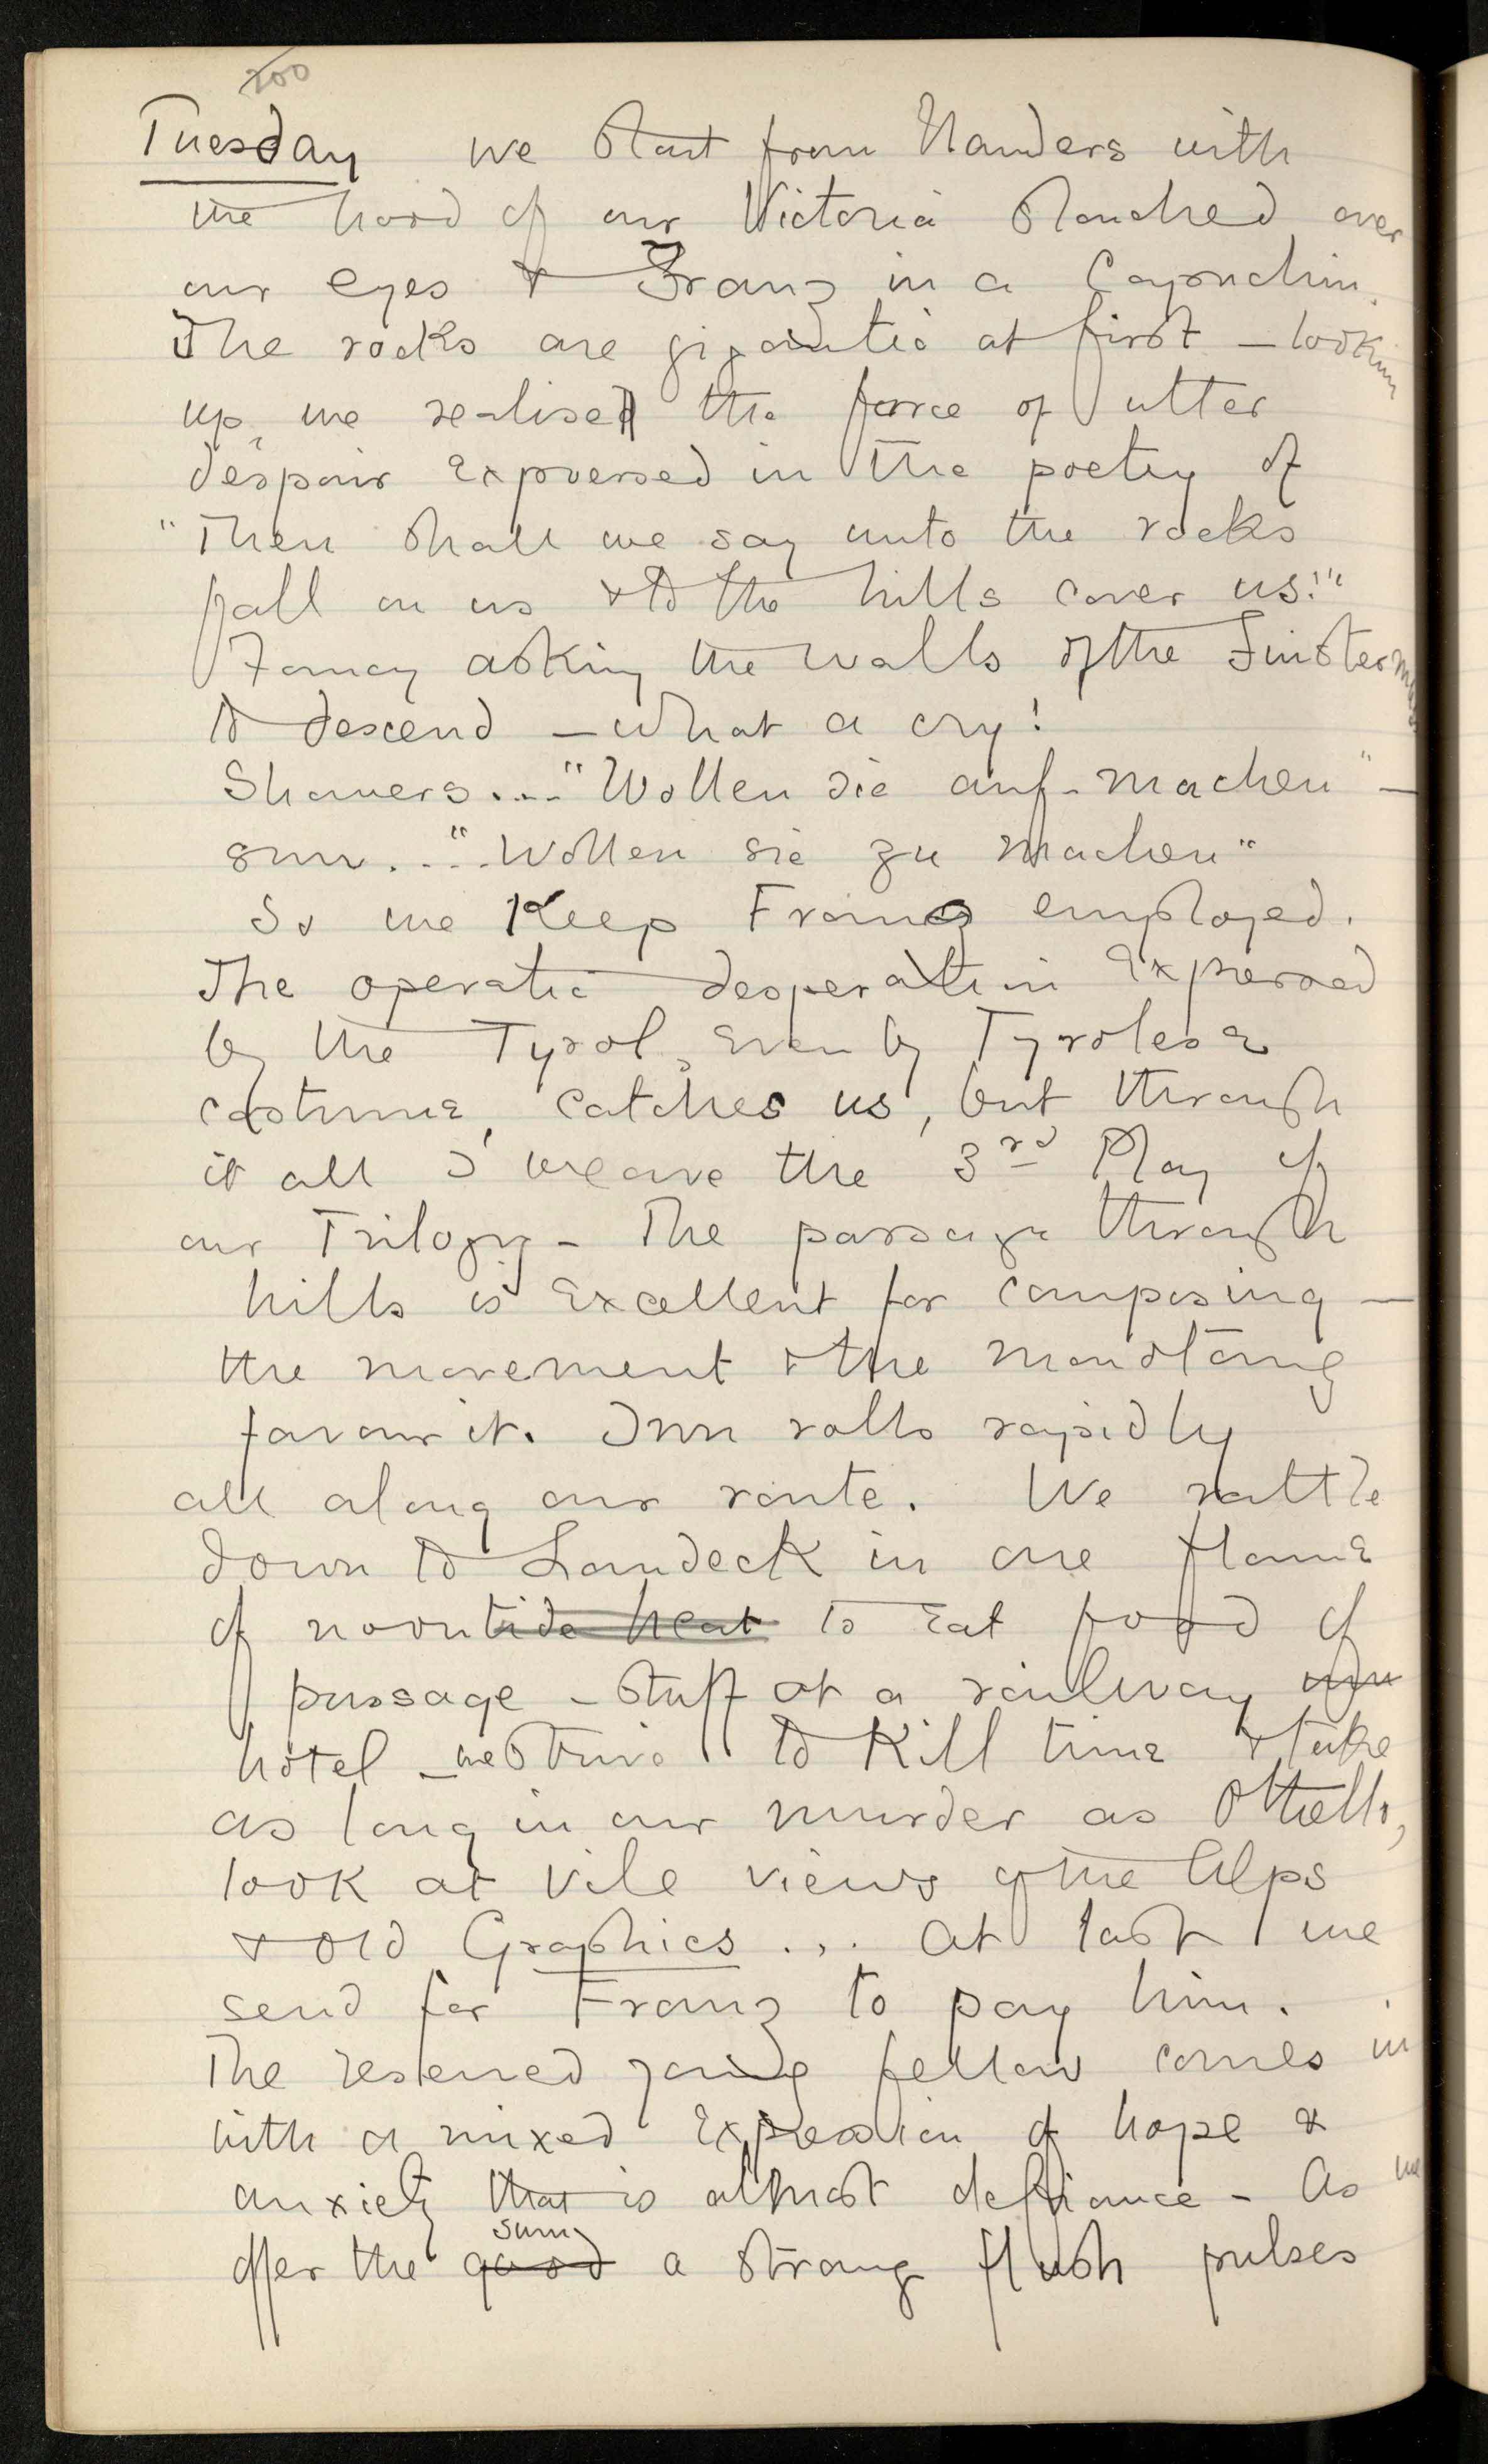 200
Tuesday we start from Nauders with
the hood of our Victoria slouched over
our eyes & Franz in a Capuchin.
The rocks are gigantic at first – looking
up, we realised the force of utter
despair expressed in the poetry of
"Then shall we say unto the rocks
fall on us & to the hills cover us!"
Fancy asking the walls of the
to descend – what a cry!
Showers...."Wollen sie auf-machen" –
sun..."Wollen sie zu machen"
So we keep Franz employed.
The operatic desperation expressed
by the Tyrol, even by Tyrolese
costume, catches us, but through
it all I weave the 3rd Play of
our Trilogy – The passage through
hills is excellent for composing –
the movement & the monotony
favour it. Inn rolls rapidly
all along our route. We rattle
down to Landeck in one flame
of noontide heat to eat food of
passage – stuff at a railway
hotel – we strive to kill time & take
as long in our murder as Othello,
look at vile views of the Alps
& old Graphics ... At last we
send for Franz to pay him.
The reserved young fellow comes in
with a mixed expression of hope &
anxiety that is almost defiance – As we
sum
offer the good a strong flush pulses